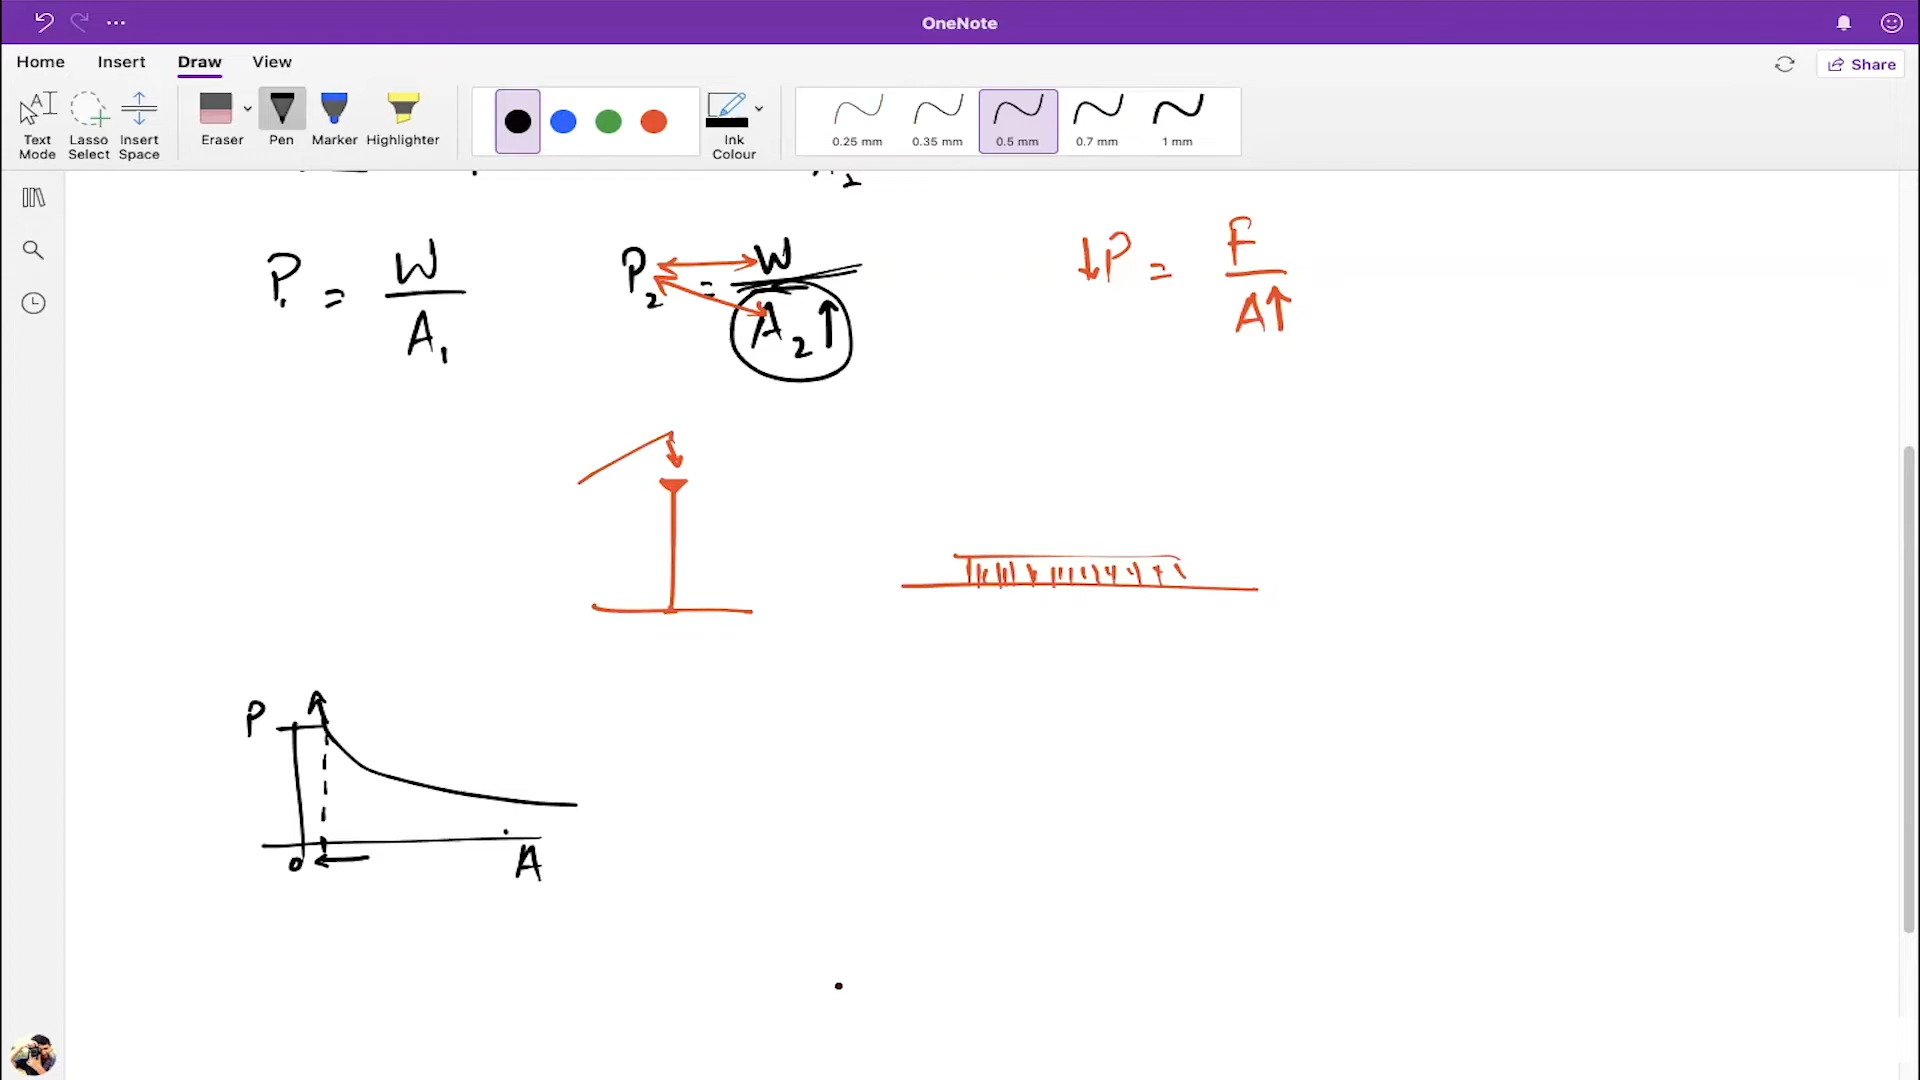 OneNote
Home Insert Draw View
Share
Text Mode
Lasso Select
Insert Space
Eraser
Pen
Marker
Highlighter
Ink Colour
0.25 mm
0.35 mm
0.5 mm
0.7 mm
1 mm
P₁ = W / A₁
P₂ = W / A₂ ↑
↓P = F / A↑
P
0 ← A